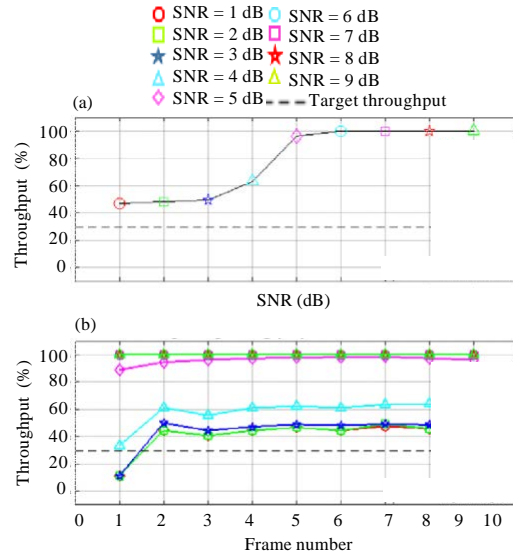 SNR = 1 dB
SNR = 2 dB
SNR = 3 dB
SNR = 4 dB
SNR = 5 dB
SNR = 6 dB
SNR = 7 dB
SNR = 8 dB
SNR = 9 dB
Target throughput
(a)
100
80
60
40
20
0
Throughput (%)
SNR (dB)
(b)
100
80
60
40
20
0
Throughput (%)
0 1 2 3 4 5 6 7 8 9 10
Frame number